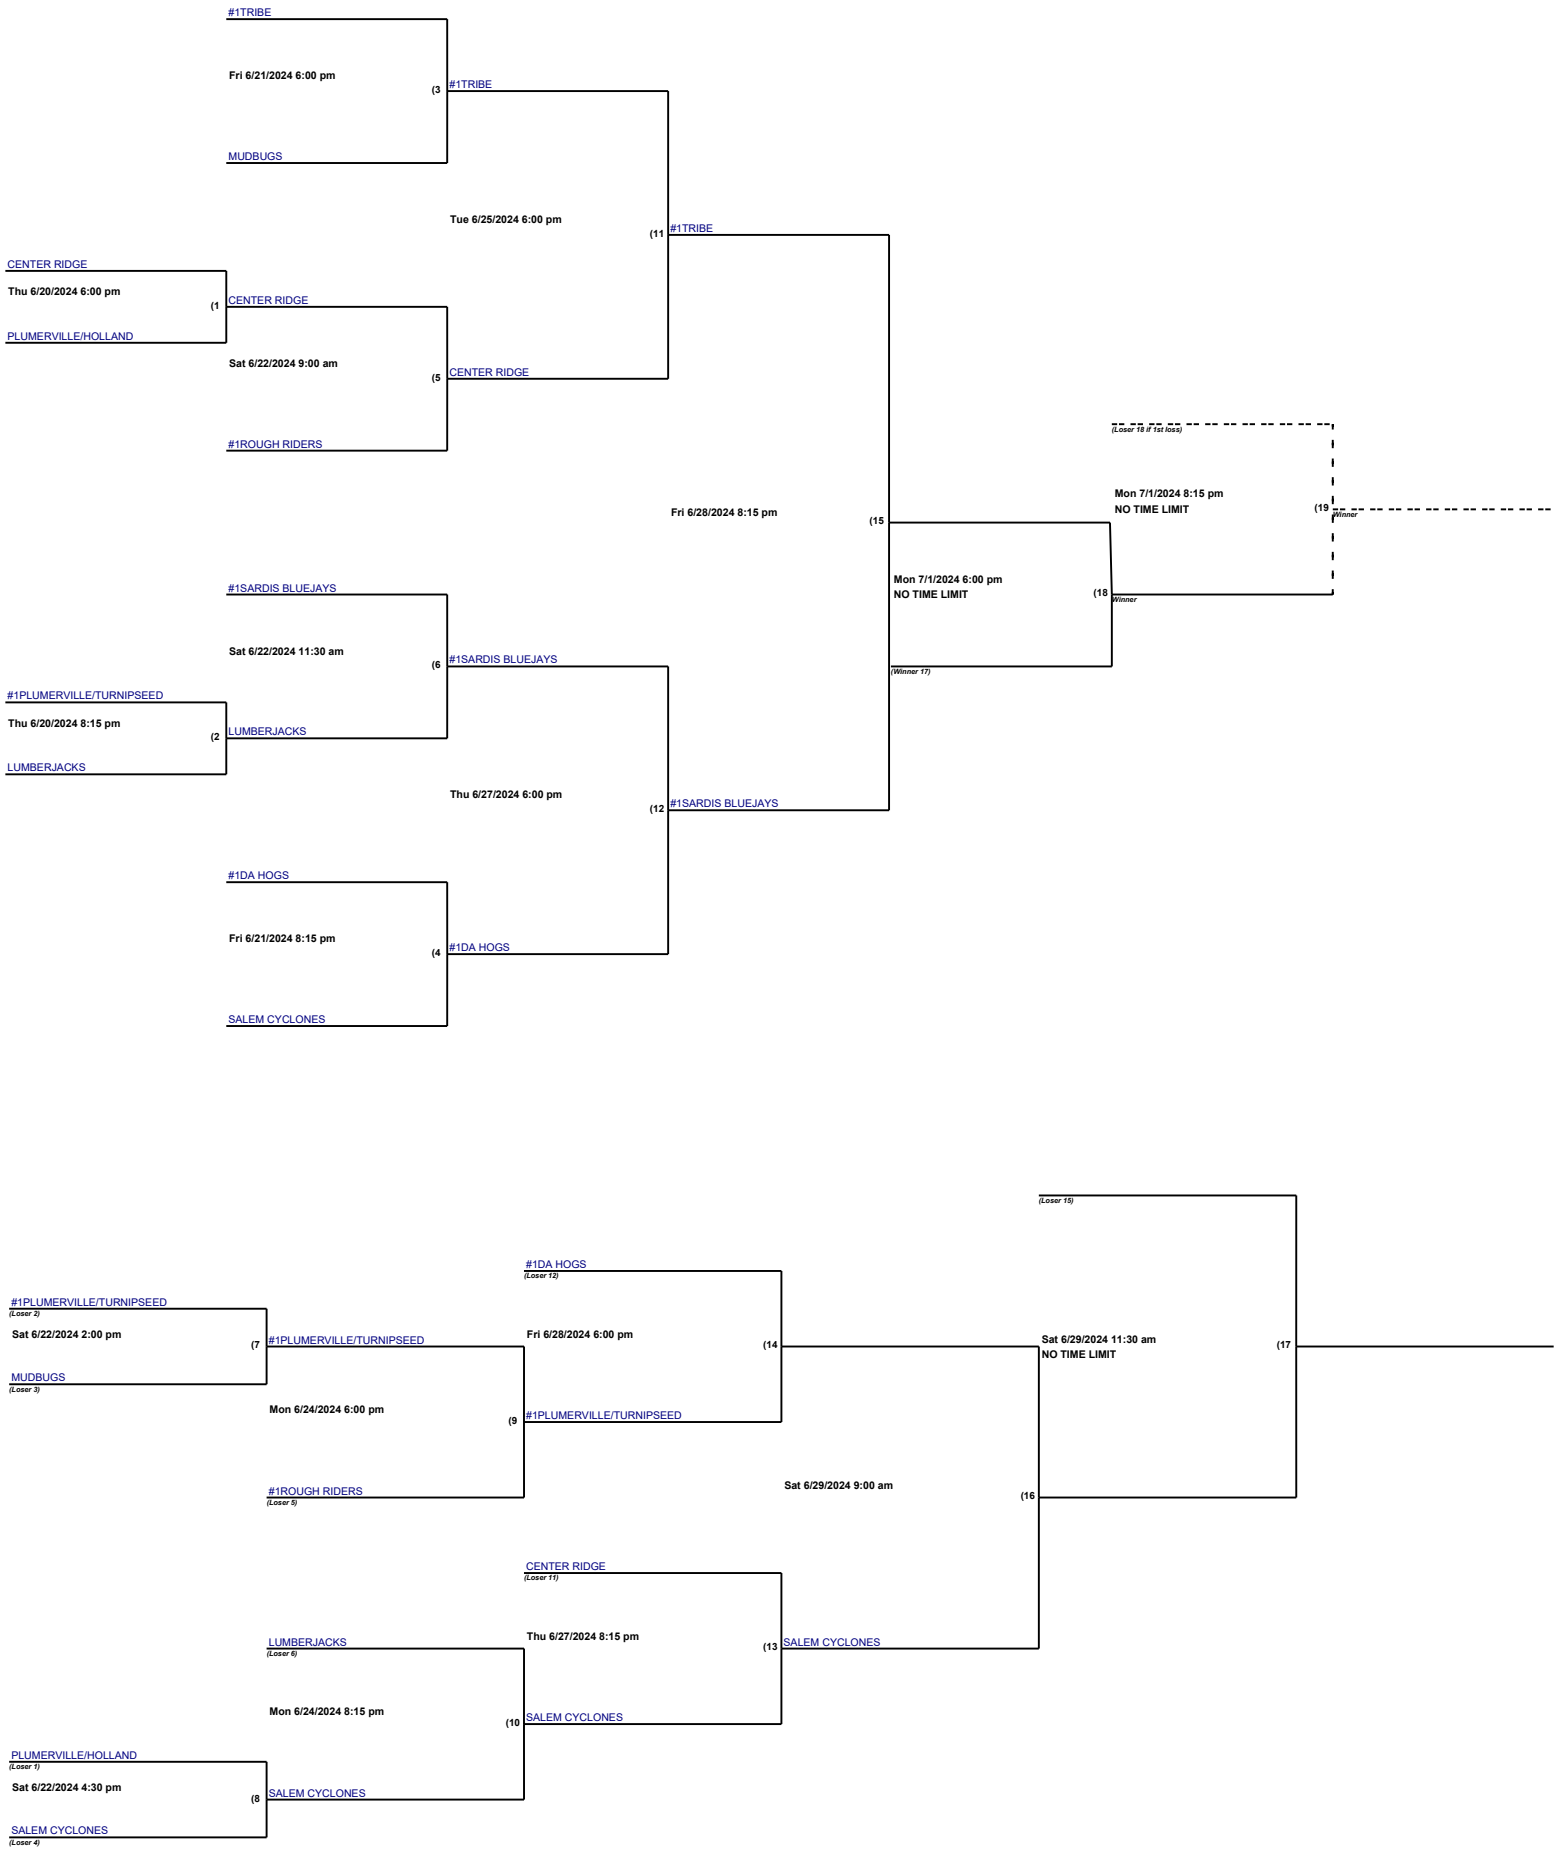 #1TRIBE
Fri 6/21/2024 6:00 pm
(3
#1TRIBE
MUDBUGS
Tue 6/25/2024 6:00 pm
(11
#1TRIBE
CENTER RIDGE
Thu 6/20/2024 6:00 pm
(1
CENTER RIDGE
PLUMERVILLE/HOLLAND
Sat 6/22/2024 9:00 am
(5
CENTER RIDGE
#1ROUGH RIDERS
(Loser 18 if 1st loss)
Mon 7/1/2024 8:15 pm
NO TIME LIMIT
(19
Winner
Fri 6/28/2024 8:15 pm
(15
Mon 7/1/2024 6:00 pm
NO TIME LIMIT
(18
Winner
#1SARDIS BLUEJAYS
Sat 6/22/2024 11:30 am
(6
#1SARDIS BLUEJAYS
(Winner 17)
#1PLUMERVILLE/TURNIPSEED
Thu 6/20/2024 8:15 pm
(2
LUMBERJACKS
LUMBERJACKS
Thu 6/27/2024 6:00 pm
(12
#1SARDIS BLUEJAYS
#1DA HOGS
Fri 6/21/2024 8:15 pm
(4
#1DA HOGS
SALEM CYCLONES
(Loser 15)
#1DA HOGS
(Loser 12)
#1PLUMERVILLE/TURNIPSEED
(Loser 2)
Sat 6/22/2024 2:00 pm
(7
#1PLUMERVILLE/TURNIPSEED
Fri 6/28/2024 6:00 pm
(14
Sat 6/29/2024 11:30 am
NO TIME LIMIT
(17
MUDBUGS
(Loser 3)
Mon 6/24/2024 6:00 pm
(9
#1PLUMERVILLE/TURNIPSEED
#1ROUGH RIDERS
(Loser 5)
Sat 6/29/2024 9:00 am
(16
CENTER RIDGE
(Loser 11)
LUMBERJACKS
(Loser 6)
Thu 6/27/2024 8:15 pm
(13
SALEM CYCLONES
Mon 6/24/2024 8:15 pm
(10
SALEM CYCLONES
PLUMERVILLE/HOLLAND
(Loser 1)
Sat 6/22/2024 4:30 pm
(8
SALEM CYCLONES
SALEM CYCLONES
(Loser 4)